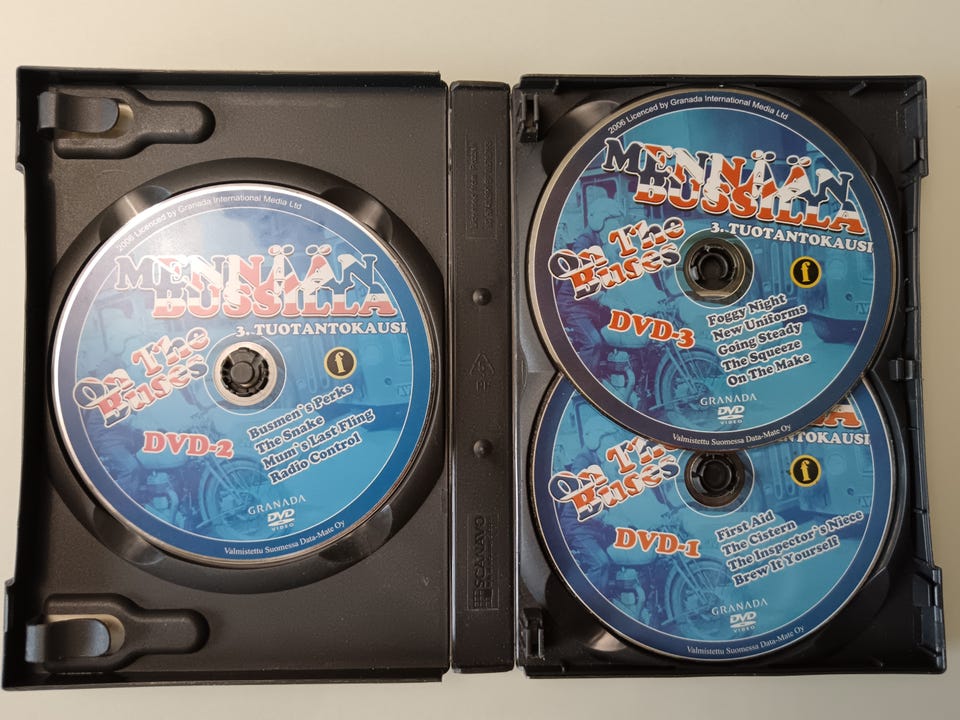 2006 Licenced by Granada International Media Ltd
MENNÄÄN
BUSSILLA
3. TUOTANTOKAUSI
On The
Buses
f
DVD-2
Busmen's Perks
The Snake
Mum's Last Fling
Radio Control
GRANADA
DVD
VIDEO
Valmistettu Suomessa Data-Mate Oy
SCANAVO
2006 Licenced by Granada International Media Ltd
MENNÄÄN
BUSSILLA
3. TUOTANTOKAUSI
On The
Buses
f
DVD-3
Foggy Night
New Uniforms
Going Steady
The Squeeze
On The Make
GRANADA
DVD
VIDEO
Valmistettu Suomessa Data-Mate Oy
LA
NTOKAUSI
On The
Buses
f
DVD-1
First Aid
The Cistern
The Inspector's Niece
Brew It Yourself
GRANADA
DVD
VIDEO
Valmistettu Suomessa Data-Mate Oy